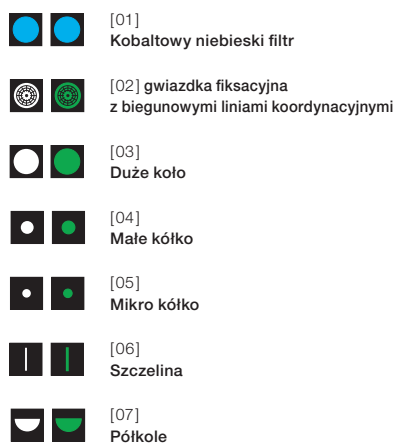 [01]
Kobaltowy niebieski filtr
[02] gwiazdka fiksacyjna
z biegunowymi liniami koordynacyjnymi
[03]
Duże koło
[04]
Małe kółko
[05]
Mikro kółko
[06]
Szczelina
[07]
Półkole